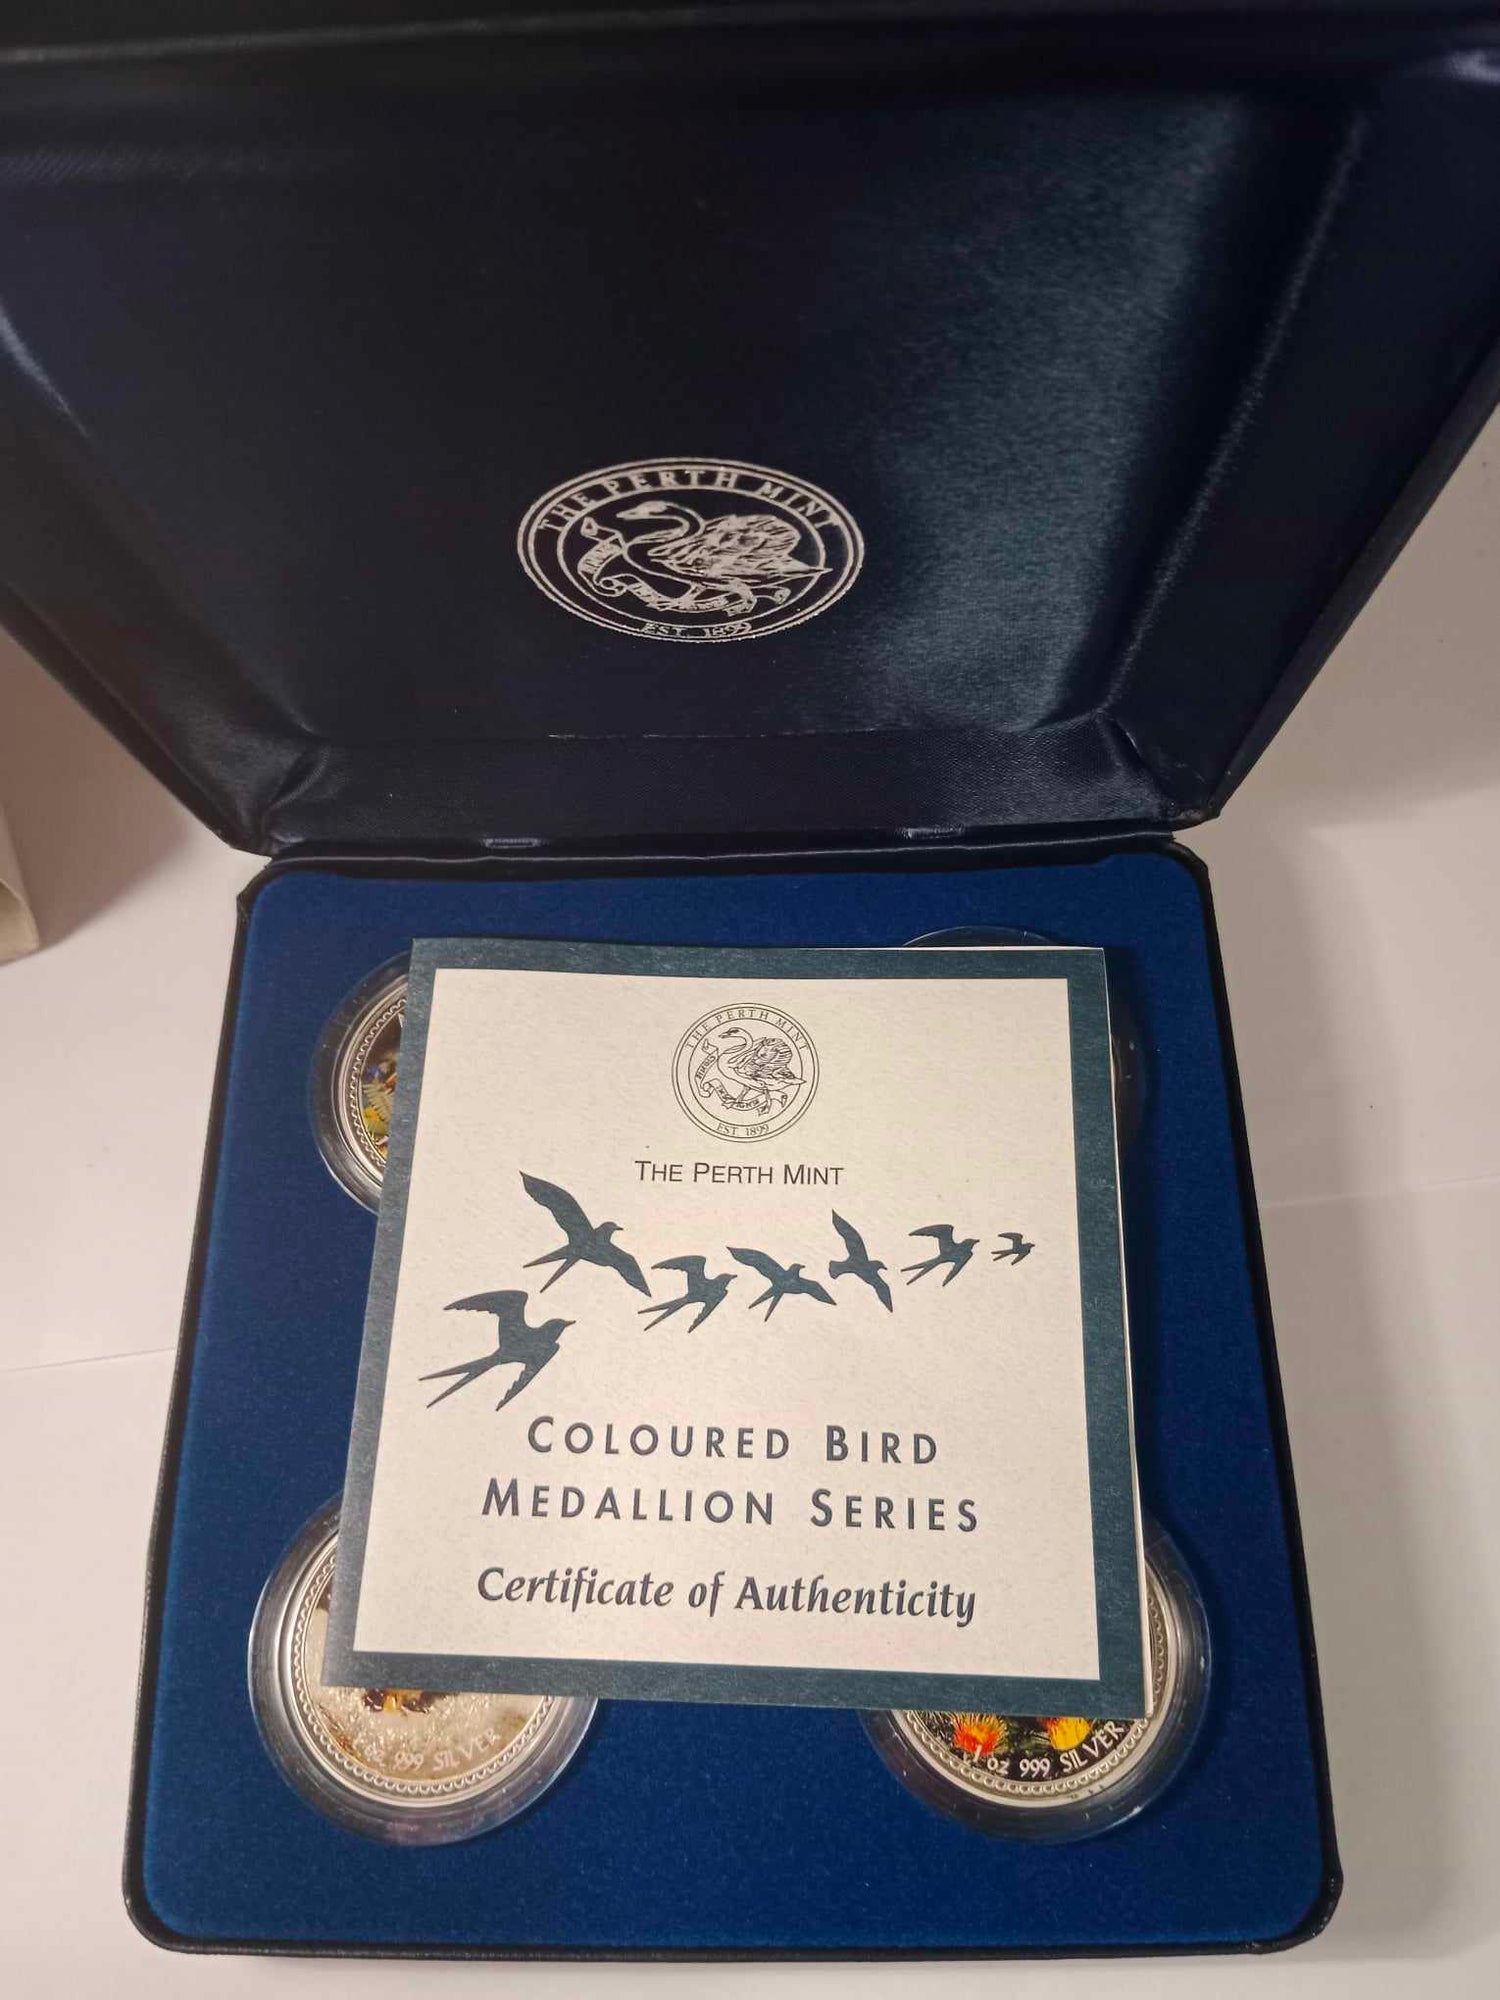 THE PERTH MINT
EST. 1899
THE PERTH MINT
EST. 1899
THE PERTH MINT
COLOURED BIRD
MEDALLION SERIES
Certificate of Authenticity
oz 999 SILVER
1 oz 999 SILVER